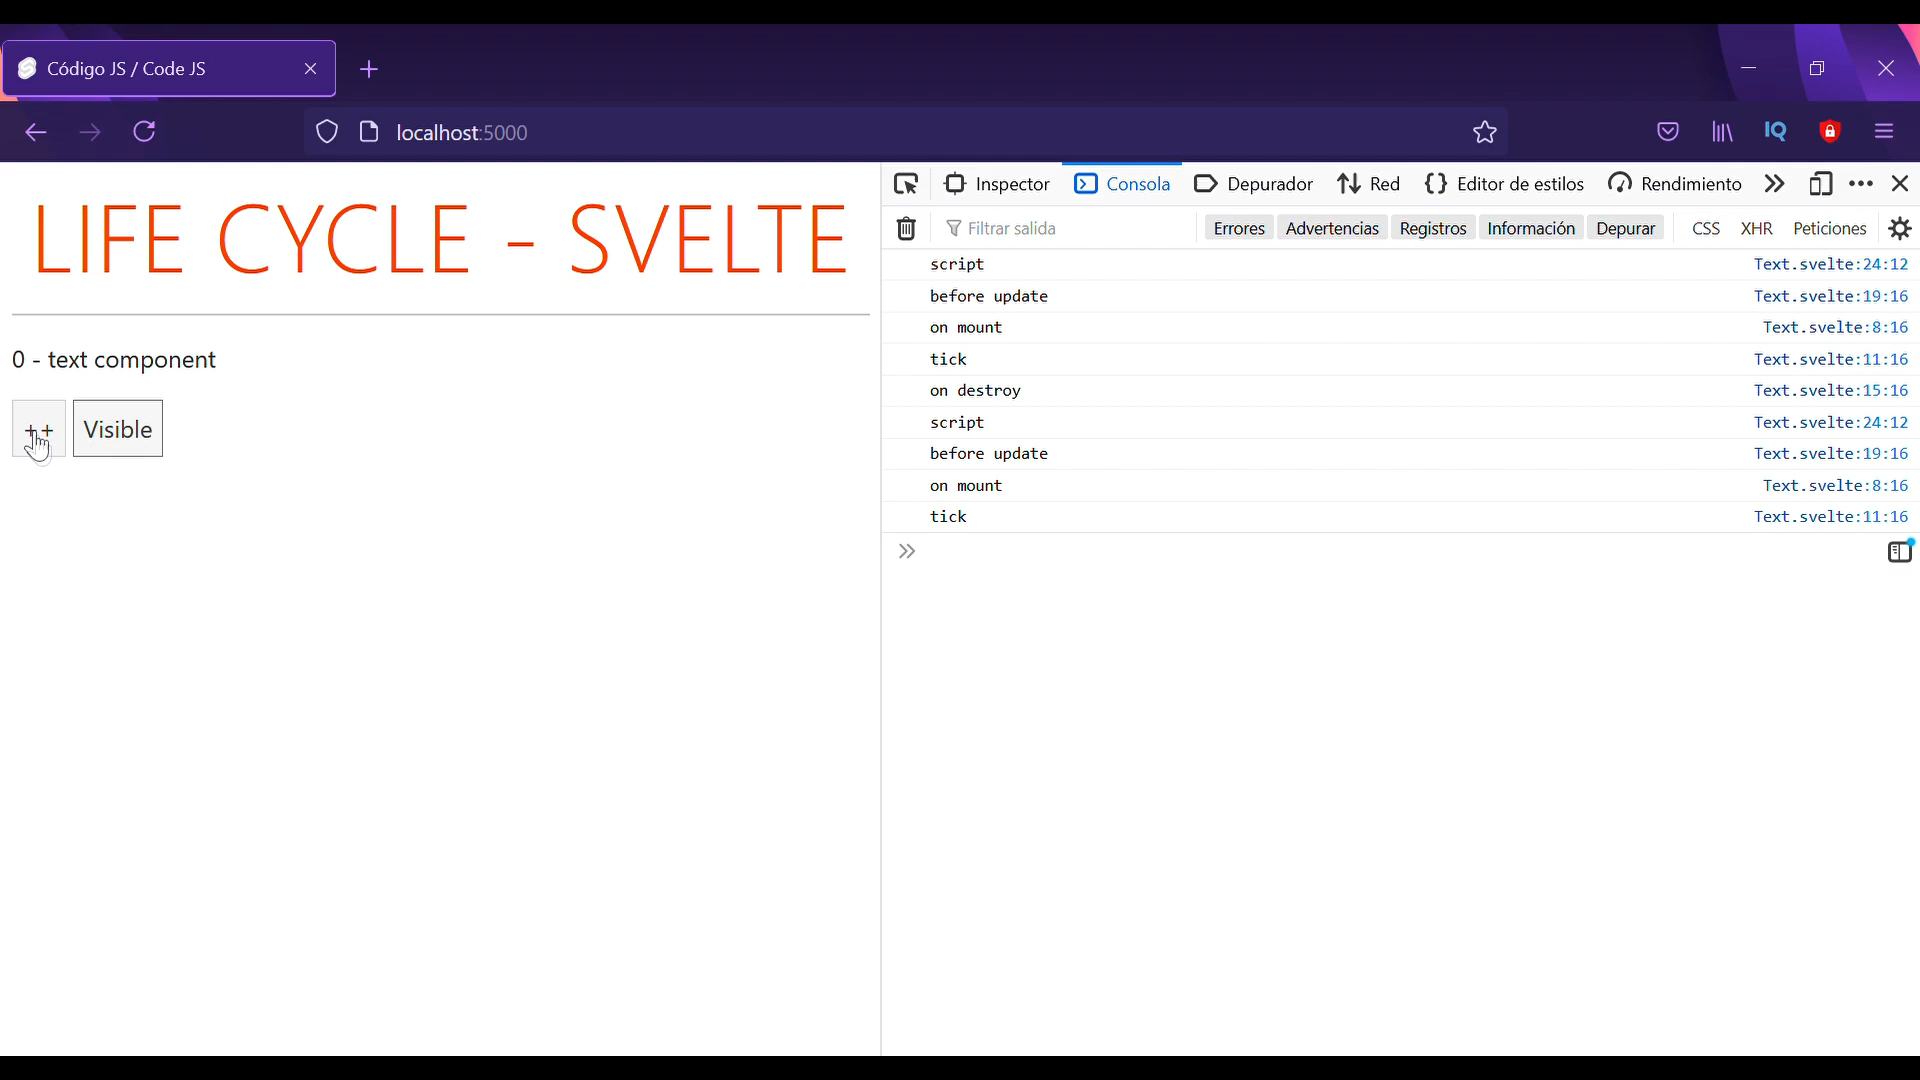 Código JS / Code JS
localhost:5000
IQ
LIFE CYCLE - SVELTE
0 - text component
++ Visible
Inspector Consola Depurador Red Editor de estilos Rendimiento
Filtrar salida Errores Advertencias Registros Información Depurar CSS XHR Peticiones
script Text.svelte:24:12
before update Text.svelte:19:16
on mount Text.svelte:8:16
tick Text.svelte:11:16
on destroy Text.svelte:15:16
script Text.svelte:24:12
before update Text.svelte:19:16
on mount Text.svelte:8:16
tick Text.svelte:11:16